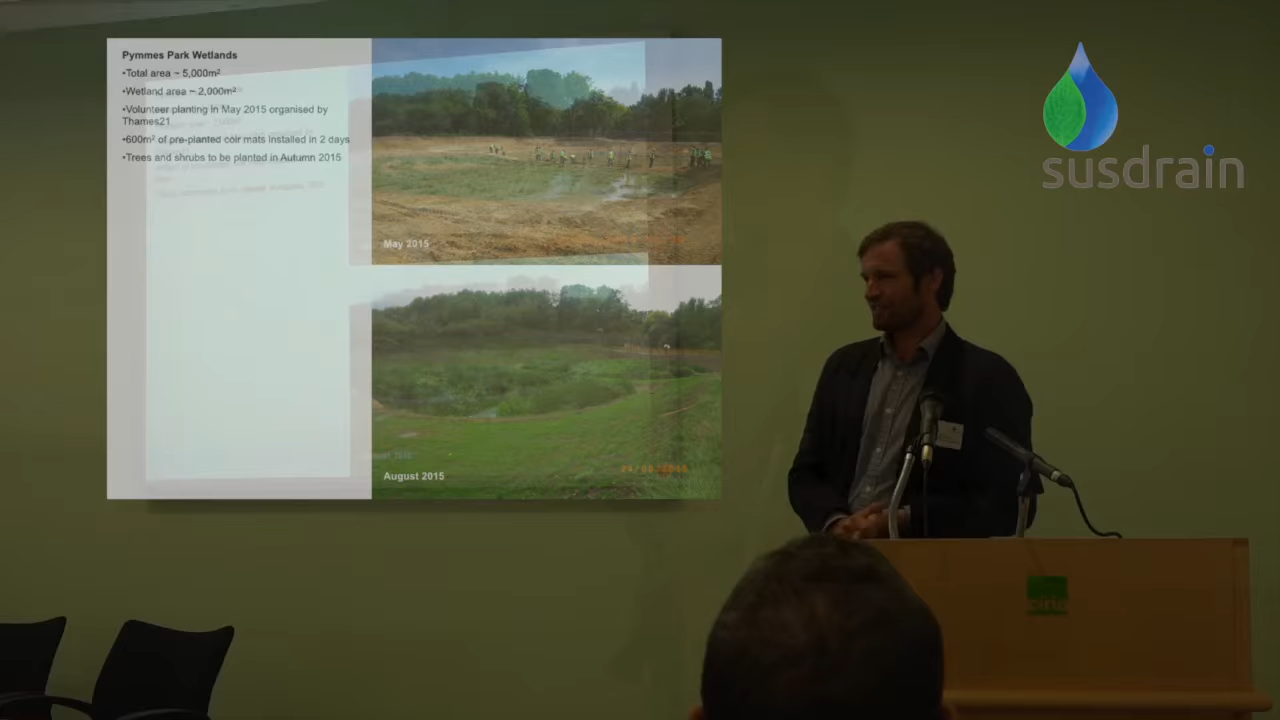 Pymmes Park Wetlands
•Total area ~ 5,000m²
•Wetland area ~ 2,000m²
•Volunteer planting in May 2015 organised by
Thames21
•600m² of pre-planted coir mats installed in 2 days
•Trees and shrubs to be planted in Autumn 2015
May 2015
August 2015
susdrain
ciria